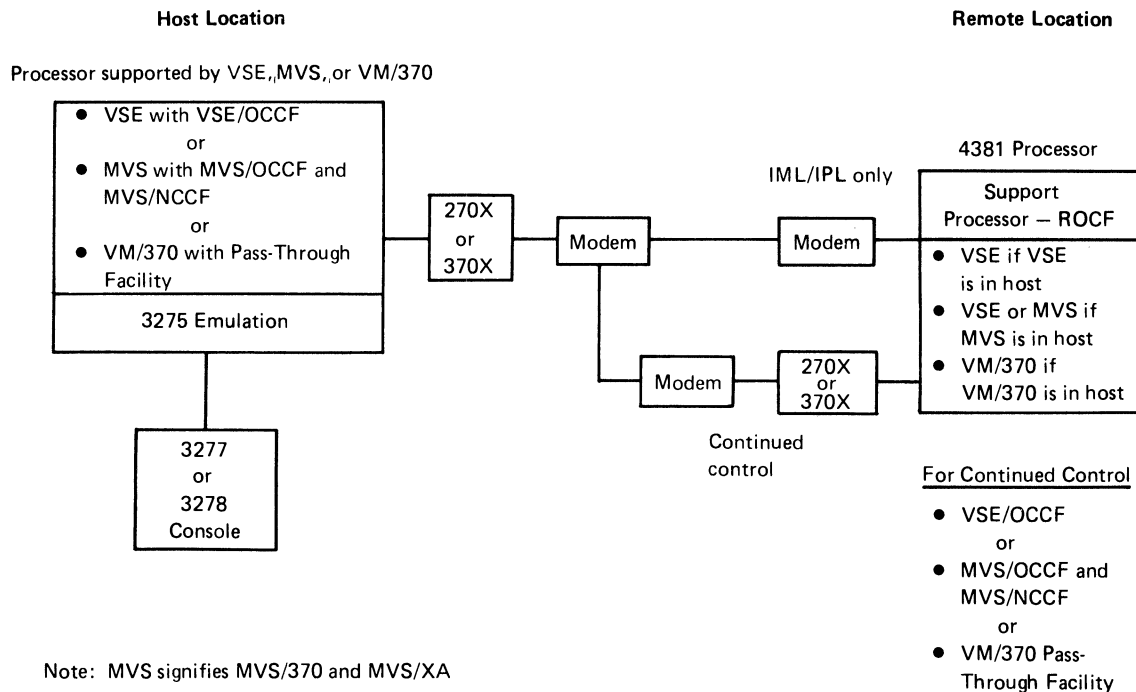 Host Location
Remote Location
Processor supported by VSE, MVS, or VM/370
● VSE with VSE/OCCF
or
● MVS with MVS/OCCF and
MVS/NCCF
or
● VM/370 with Pass-Through
Facility
3275 Emulation
3277
or
3278
Console
270X
or
370X
Modem
IML/IPL only
Modem
Modem
270X
or
370X
Continued
control
4381 Processor
Support
Processor – ROCF
● VSE if VSE
is in host
● VSE or MVS if
MVS is in host
● VM/370 if
VM/370 is in host
For Continued Control
● VSE/OCCF
or
● MVS/OCCF and
MVS/NCCF
or
● VM/370 Pass-
Through Facility
Note: MVS signifies MVS/370 and MVS/XA